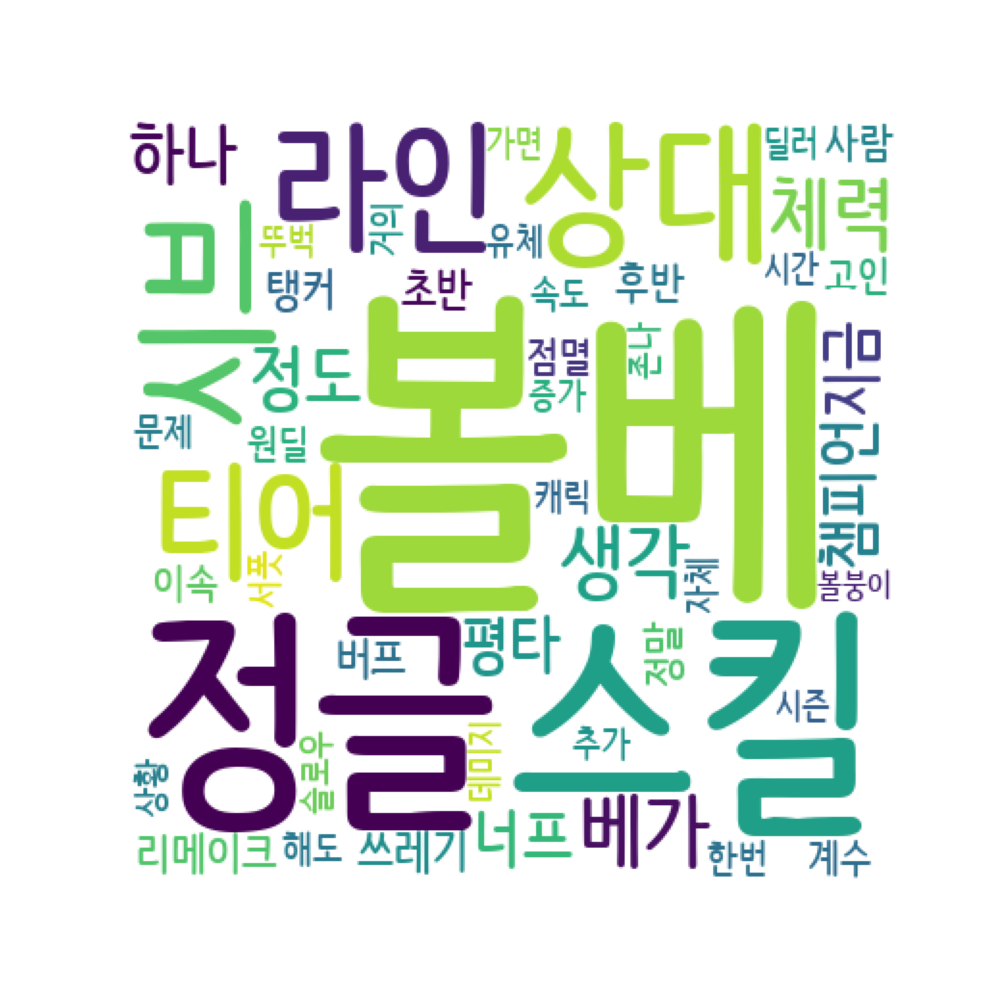 하나
라인
가면
상대
딜러
사람
체력
거의
뚜벅
유체
시비
탱커
초반
속도
후반
시간
고인
볼베
정도
점멸
존나
증가
지금
챔피언
문제
원딜
티어
캐릭
생각
이속
서폿
자체
볼붕이
정글
버프
평타
스킬
정말
시즌
상황
슬로우
데미지
추가
리메이크
해도
쓰레기
너프
베가
한번
계수